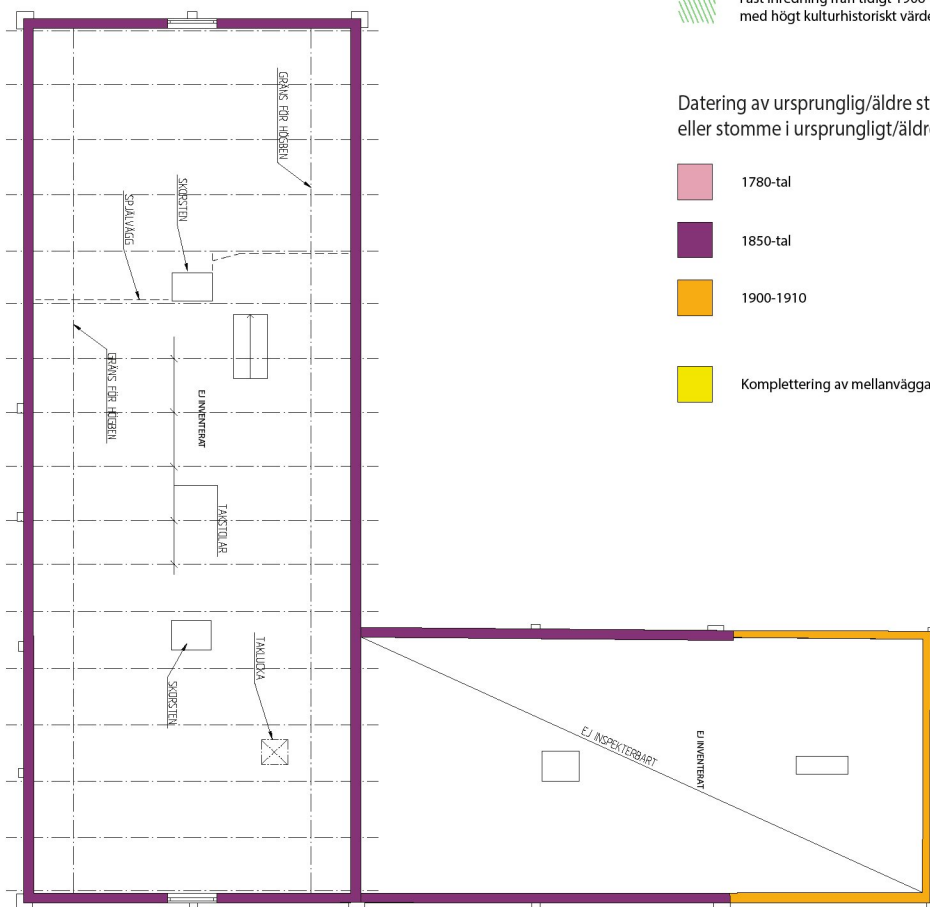 med högt kulturhistoriskt värde
Datering av ursprunglig/äldre
eller stomme i ursprungligt/äldre
1780-tal
1850-tal
1900-1910
Komplettering av mellanvägga
GRÄNS FÖR HÖGBEN
SKORSTEN
SPJÄLVÄGG
GRÄNS FÖR HÖGBEN
EJ INVENTERAT
TAKSTOLAR
TAKLUCKA
SKORSTEN
EJ INSPEKTERBART
EJ INVENTERAT